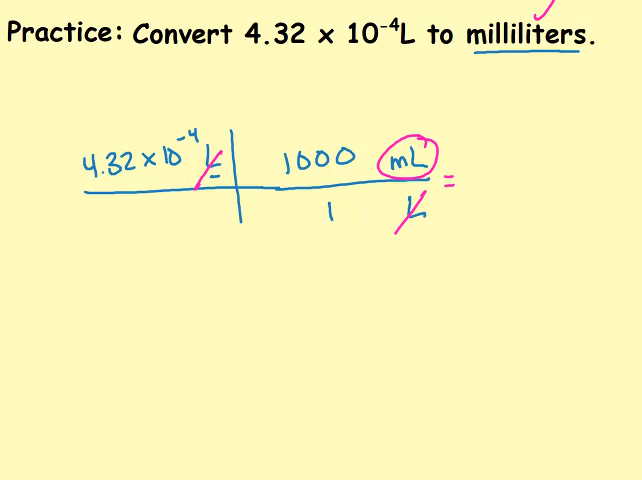 Practice: Convert 4.32 x 10⁻⁴L to milliliters.
4.32 x 10⁻⁴ L 1000 mL =
1 L